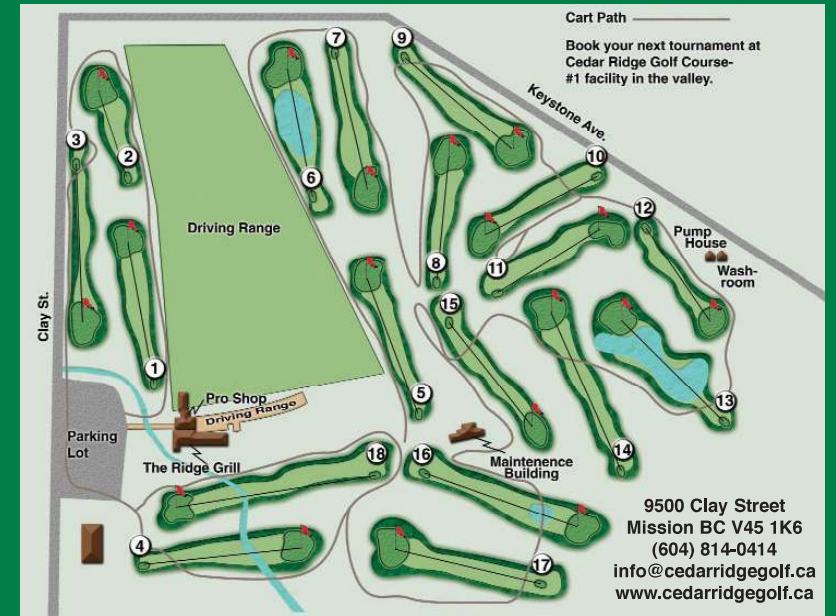 Cart Path
Book your next tournament at
Cedar Ridge Golf Course-
#1 facility in the valley.
7
9
Keystone Ave.
3
2
10
6
12
Pump
House
Wash-
room
Driving Range
11
8
15
Clay St.
1
5
13
Pro Shop
Driving Range
Parking
Lot
The Ridge Grill
18
16
Maintenence
Building
14
4
17
9500 Clay Street
Mission BC V45 1K6
(604) 814-0414
info@cedarridgegolf.ca
www.cedarridgegolf.ca